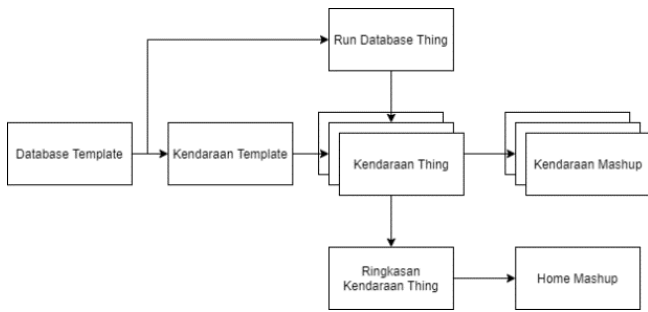 Run Database Thing
Database Template
Kendaraan Template
Kendaraan Thing
Kendaraan Mashup
Ringkasan
Kendaraan Thing
Home Mashup